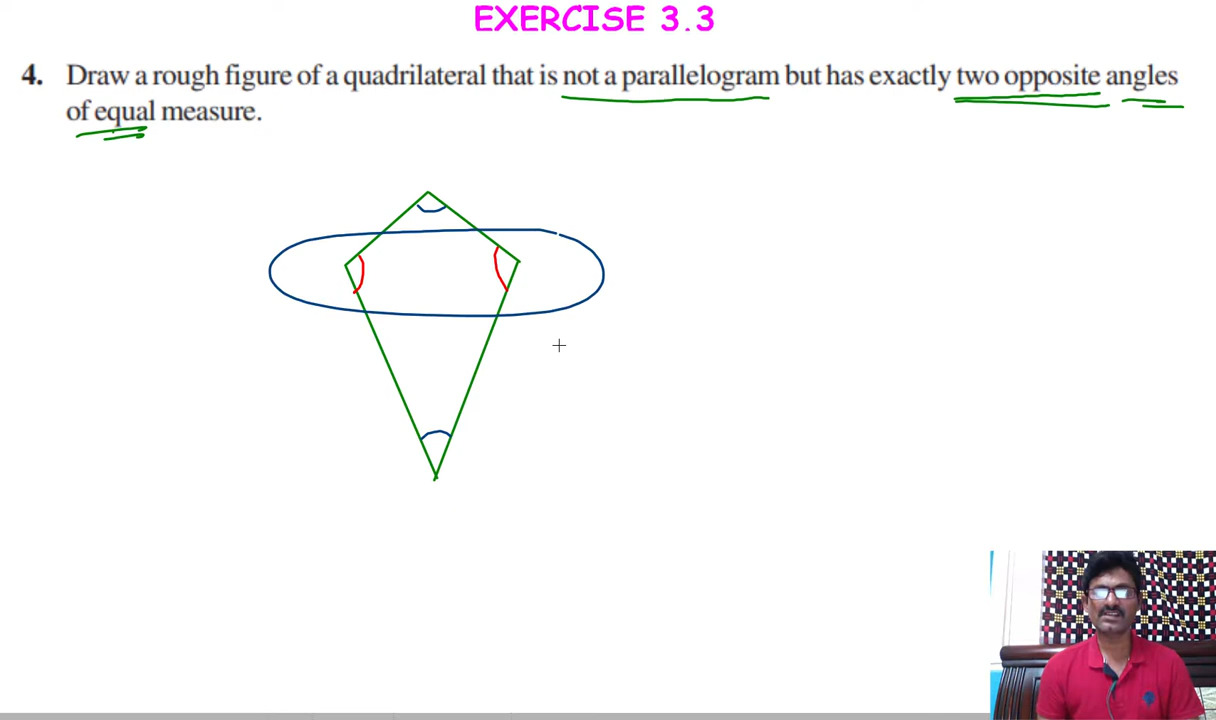 EXERCISE 3.3
4. Draw a rough figure of a quadrilateral that is not a parallelogram but has exactly two opposite angles
of equal measure.